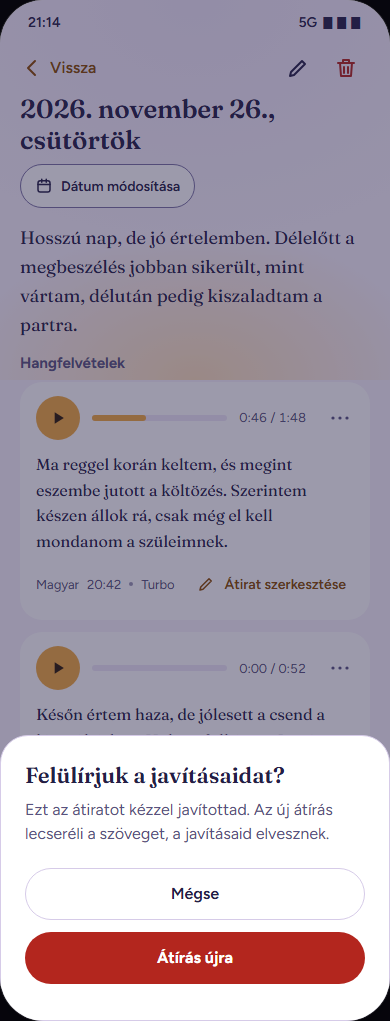 21:14
5G
Vissza
2026. november 26.,
csütörtök
Dátum módosítása
Hosszú nap, de jó értelemben. Délelőtt a
megbeszélés jobban sikerült, mint
vártam, délután pedig kiszaladtam a
partra.
Hangfelvételek
0:46 / 1:48
Ma reggel korán keltem, és megint
eszembe jutott a költözés. Szerintem
készen állok rá, csak még el kell
mondanom a szüleimnek.
Magyar 20:42 • Turbo
Átirat szerkesztése
0:00 / 0:52
Későn értem haza, de jólesett a csend a
Felülírjuk a javításaidat?
Ezt az átiratot kézzel javítottad. Az új átírás
lecseréli a szöveget, a javításaid elvesznek.
Mégse
Átírás újra